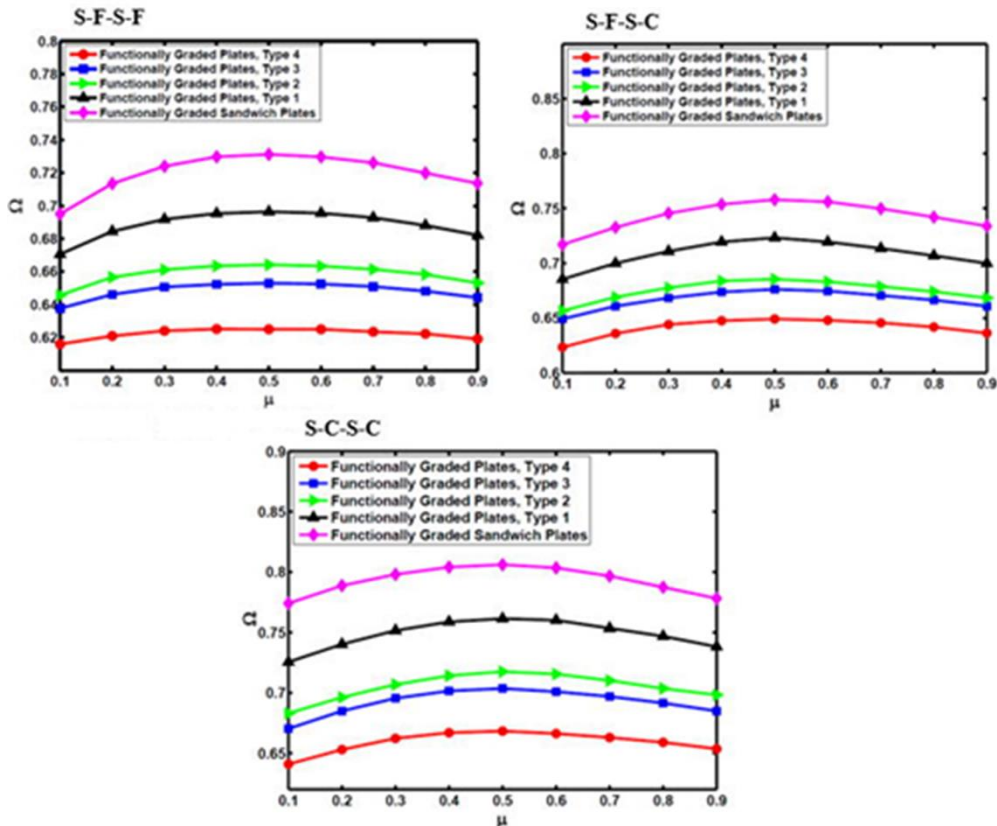 S-F-S-F
0.8
0.78
0.76
0.74
0.72
0.7
0.68
0.66
0.64
0.62
Ω
Functionally Graded Plates, Type 4
Functionally Graded Plates, Type 3
Functionally Graded Plates, Type 2
Functionally Graded Plates, Type 1
Functionally Graded Sandwich Plates
0.1 0.2 0.3 0.4 0.5 0.6 0.7 0.8 0.9
μ
S-F-S-C
0.85
0.8
0.75
0.7
0.65
0.6
Ω
Functionally Graded Plates, Type 4
Functionally Graded Plates, Type 3
Functionally Graded Plates, Type 2
Functionally Graded Plates, Type 1
Functionally Graded Sandwich Plates
0.1 0.2 0.3 0.4 0.5 0.6 0.7 0.8 0.9
μ
S-C-S-C
0.9
0.85
0.8
0.75
0.7
0.65
Ω
Functionally Graded Plates, Type 4
Functionally Graded Plates, Type 3
Functionally Graded Plates, Type 2
Functionally Graded Plates, Type 1
Functionally Graded Sandwich Plates
0.1 0.2 0.3 0.4 0.5 0.6 0.7 0.8 0.9
μ